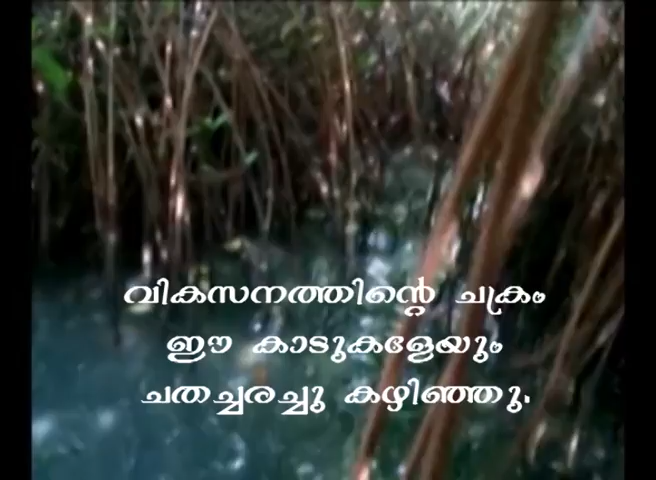 വികസനത്തിന്റെ ചക്രം
ഈ കാടുകളേയും
ചതച്ചരച്ചു കഴിഞ്ഞു.